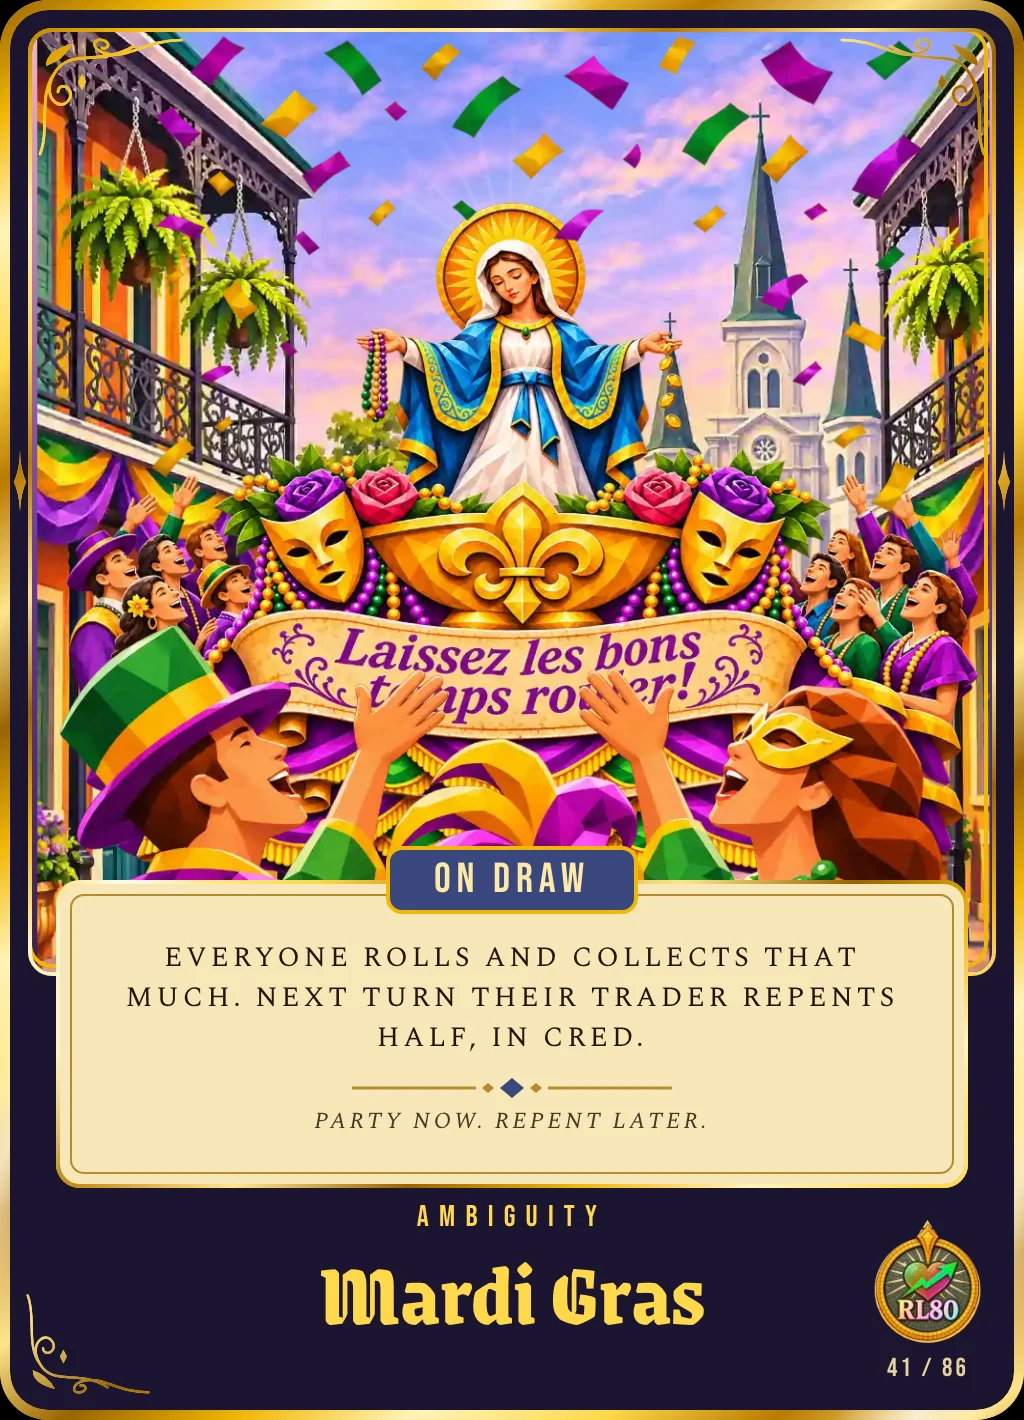 Laissez les bons
ON DRAW
EVERYONE ROLLS AND COLLECTS THAT
MUCH. NEXT TURN THEIR TRADER REPENTS
HALF, IN CRED.
PARTY NOW. REPENT LATER.
AMBIGUITY
Mardi Gras
RL80
41 / 86